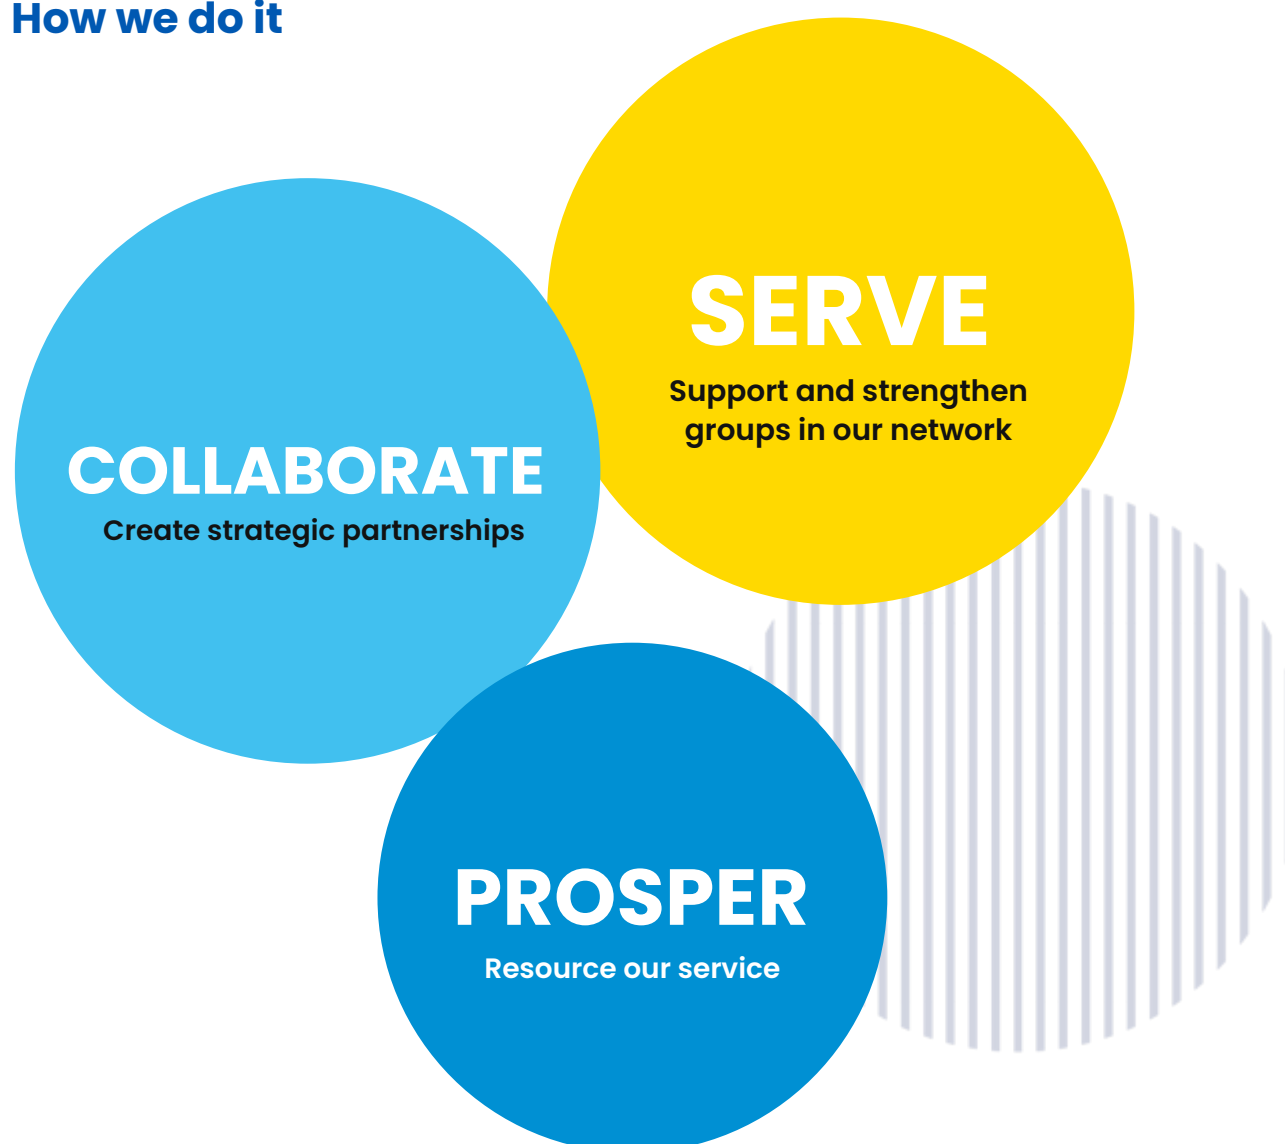 How we do it
SERVE
Support and strengthen
groups in our network
COLLABORATE
Create strategic partnerships
PROSPER
Resource our service